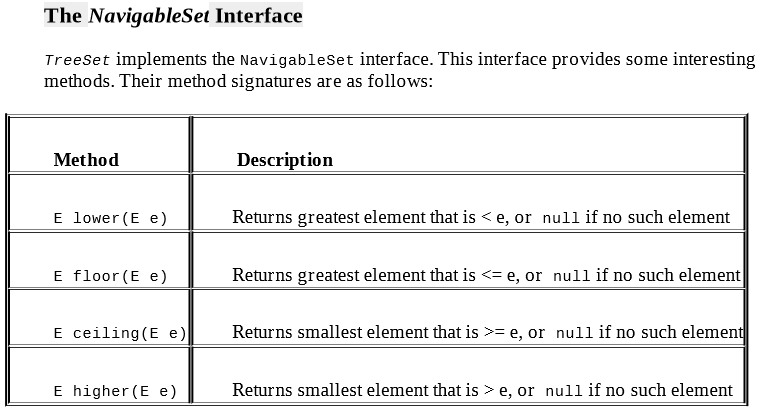 The NavigableSet Interface
TreeSet implements the NavigableSet interface. This interface provides some interesting
methods. Their method signatures are as follows:
Method Description
E lower(E e) Returns greatest element that is < e, or null if no such element
E floor(E e) Returns greatest element that is <= e, or null if no such element
E ceiling(E e) Returns smallest element that is >= e, or null if no such element
E higher(E e) Returns smallest element that is > e, or null if no such element